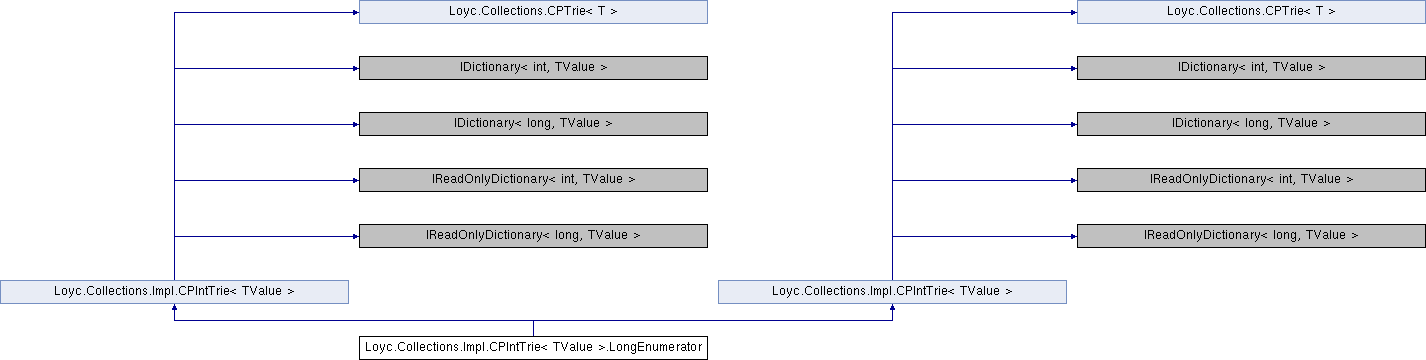 Loyc.Collections.CPTrie< T >
Loyc.Collections.CPTrie< T >
IDictionary< int, TValue >
IDictionary< int, TValue >
IDictionary< long, TValue >
IDictionary< long, TValue >
IReadOnlyDictionary< int, TValue >
IReadOnlyDictionary< int, TValue >
IReadOnlyDictionary< long, TValue >
IReadOnlyDictionary< long, TValue >
Loyc.Collections.Impl.CPIntTrie< TValue >
Loyc.Collections.Impl.CPIntTrie< TValue >
Loyc.Collections.Impl.CPIntTrie< TValue >.LongEnumerator